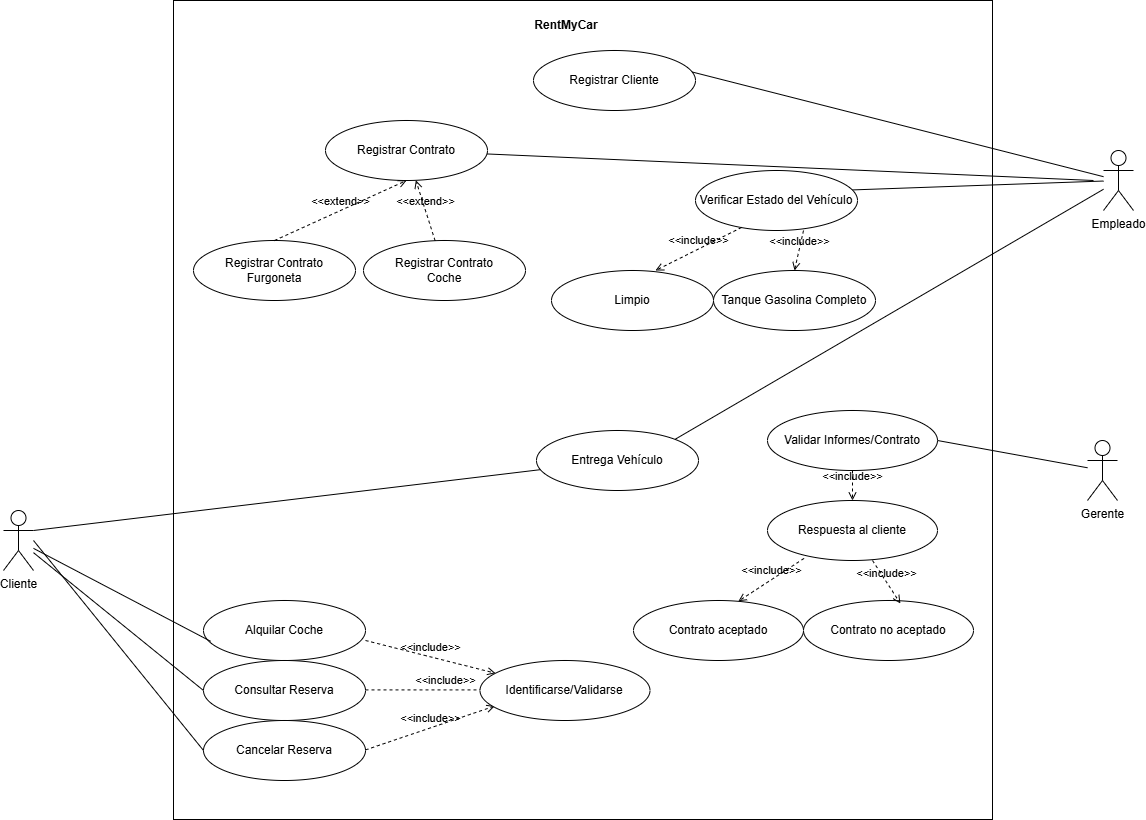 RentMyCar
Registrar Cliente
Registrar Contrato
<<extend>>
<<extend>>
Registrar Contrato
Furgoneta
Registrar Contrato
Coche
Verificar Estado del Vehículo
<<include>>
<<include>>
Limpio
Tanque Gasolina Completo
Empleado
Entrega Vehículo
Validar Informes/Contrato
<<include>>
Gerente
Respuesta al cliente
<<include>>
<<include>>
Contrato aceptado
Contrato no aceptado
Cliente
Alquilar Coche
<<include>>
Consultar Reserva
<<include>>
Identificarse/Validarse
<<include>>
Cancelar Reserva